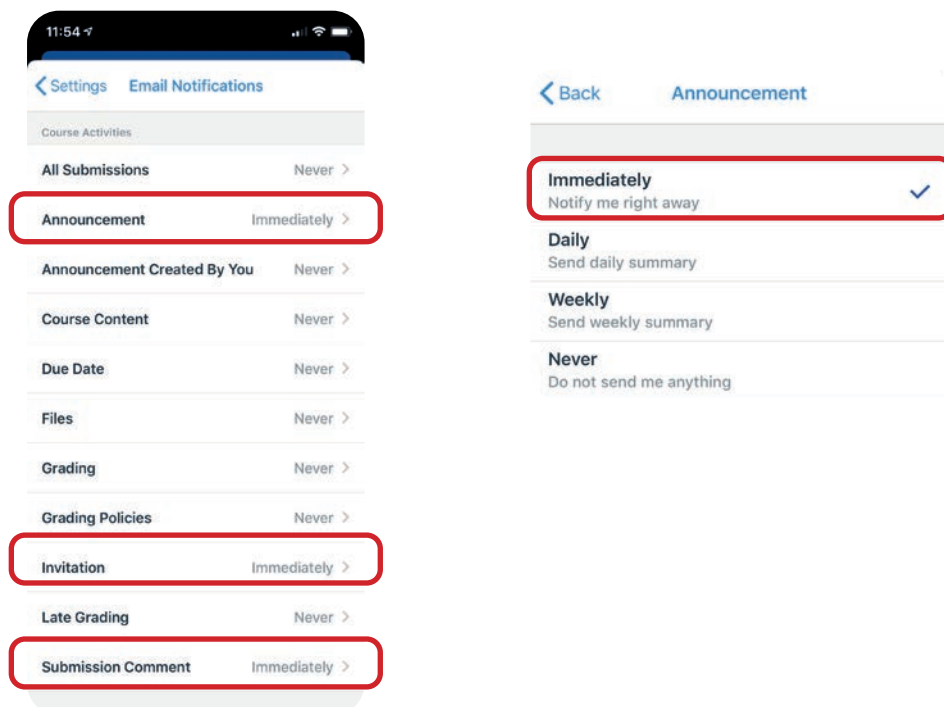 11:54
Settings Email Notifications
Course Activities
All Submissions Never
Announcement Immediately
Announcement Created By You Never
Course Content Never
Due Date Never
Files Never
Grading Never
Grading Policies Never
Invitation Immediately
Late Grading Never
Submission Comment Immediately
Back Announcement
Immediately
Notify me right away
Daily
Send daily summary
Weekly
Send weekly summary
Never
Do not send me anything